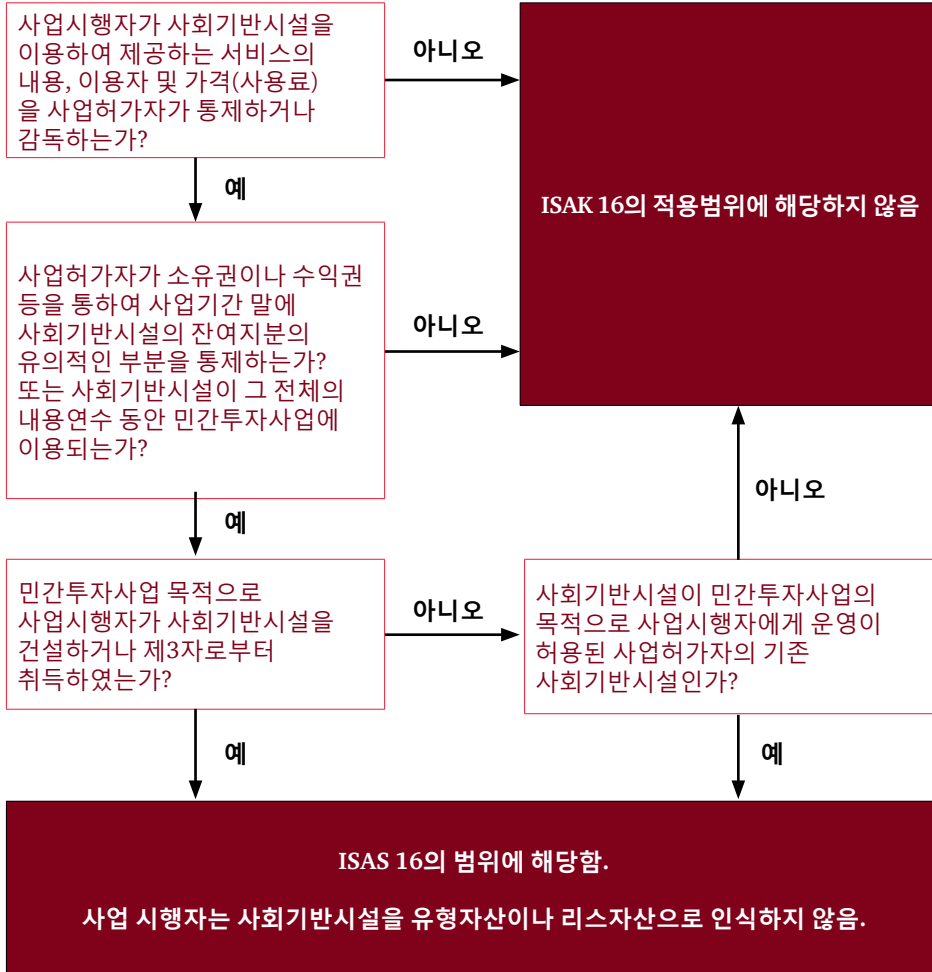 사업시행자가 사회기반시설을
이용하여 제공하는 서비스의
내용, 이용자 및 가격(사용료)
을 사업허가자가 통제하거나
감독하는가?
아니오
예
ISAK 16의 적용범위에 해당하지 않음
사업허가자가 소유권이나 수익권
등을 통하여 사업기간 말에
사회기반시설의 잔여지분의
유의적인 부분을 통제하는가?
또는 사회기반시설이 그 전체의
내용연수 동안 민간투자사업에
이용되는가?
아니오
예
아니오
민간투자사업 목적으로
사업시행자가 사회기반시설을
건설하거나 제3자로부터
취득하였는가?
아니오
사회기반시설이 민간투자사업의
목적으로 사업시행자에게 운영이
허용된 사업허가자의 기존
사회기반시설인가?
예
예
ISAS 16의 범위에 해당함.
사업 시행자는 사회기반시설을 유형자산이나 리스자산으로 인식하지 않음.